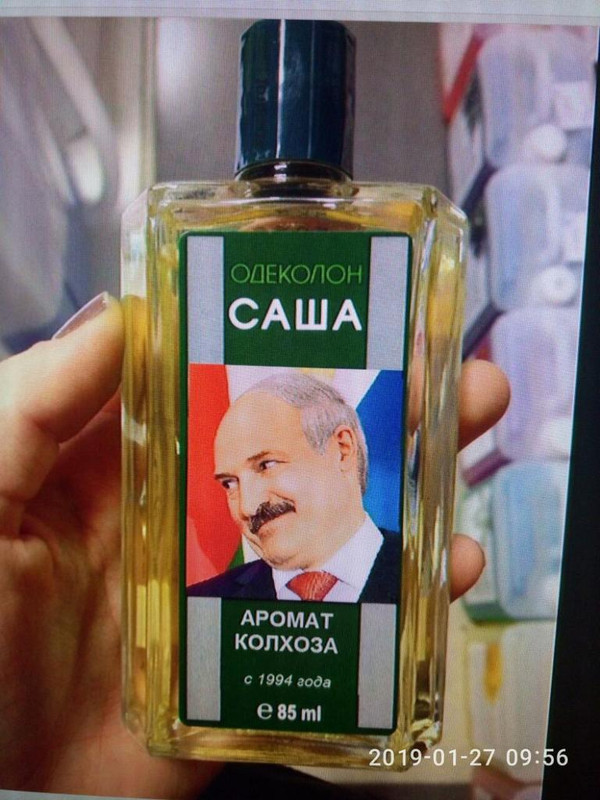 ОДЕКОЛОН
САША
АРОМАТ
КОЛХОЗА
с 1994 года
℮ 85 ml
2019-01-27 09:56